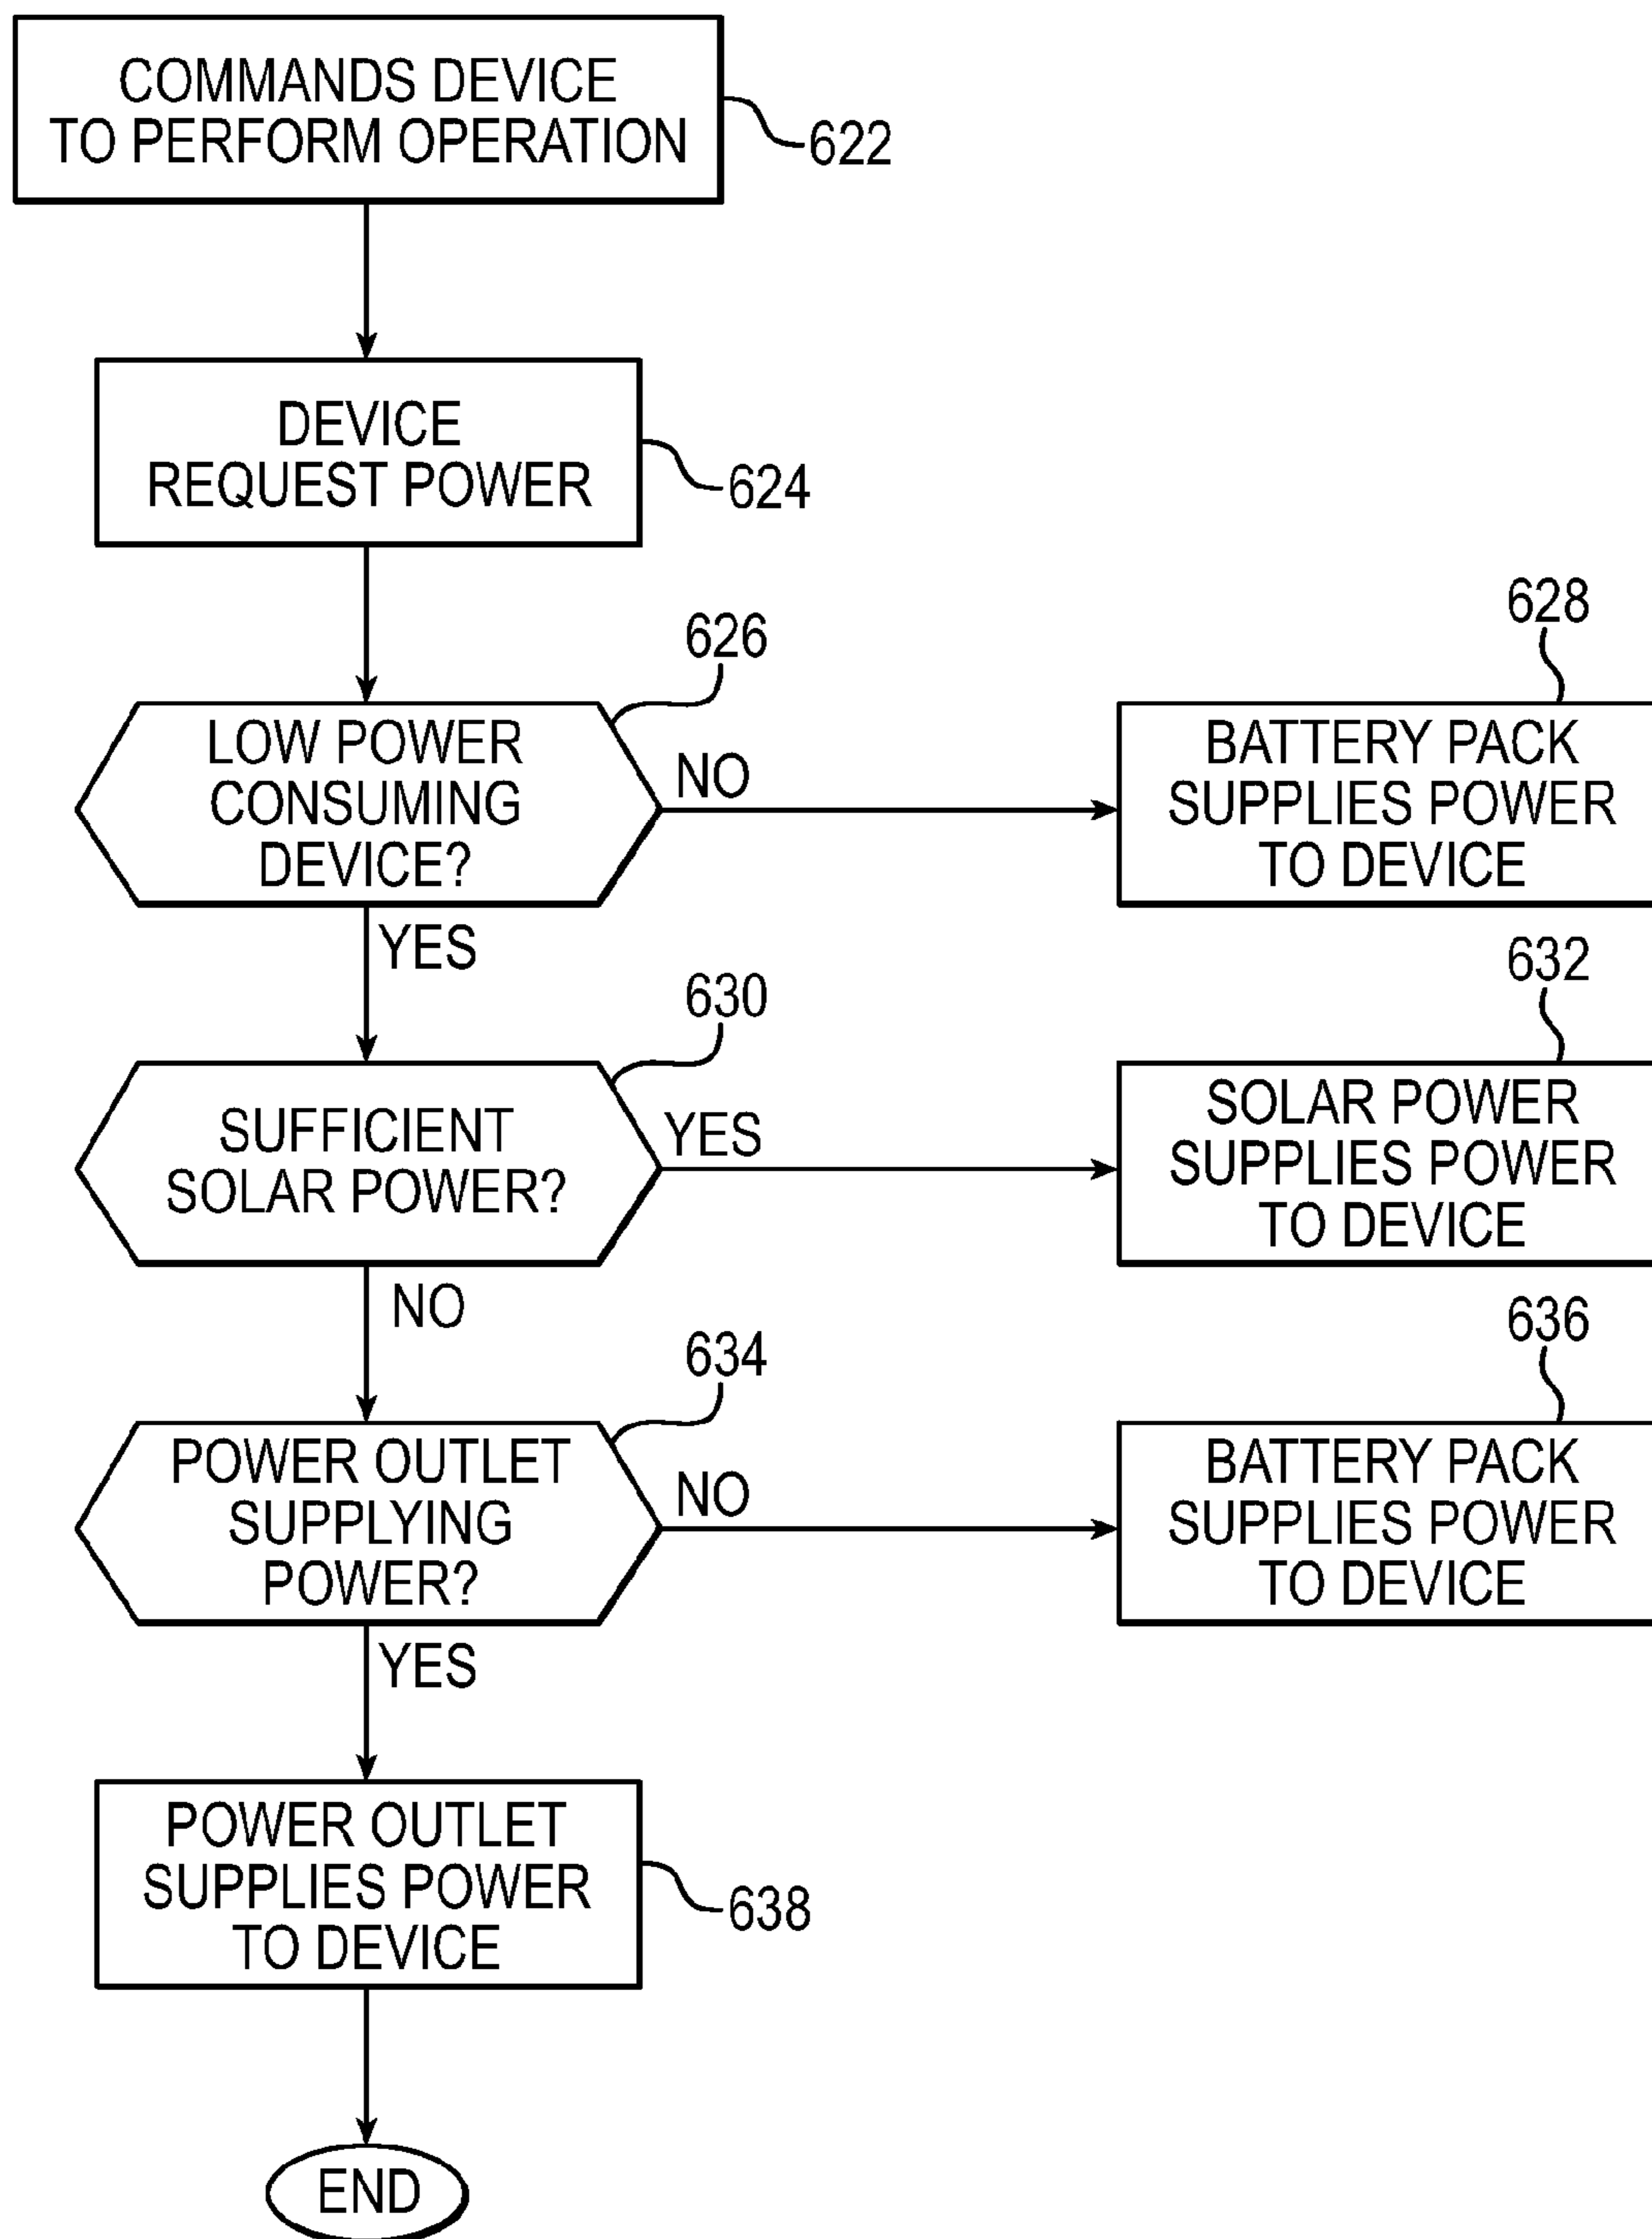 COMMANDS DEVICE
TO PERFORM OPERATION
622
DEVICE
REQUEST POWER
624
626
LOW POWER
CONSUMING
DEVICE?
NO
628
BATTERY PACK
SUPPLIES POWER
TO DEVICE
YES
630
SUFFICIENT
SOLAR POWER?
YES
632
SOLAR POWER
SUPPLIES POWER
TO DEVICE
NO
634
POWER OUTLET
SUPPLYING
POWER?
NO
636
BATTERY PACK
SUPPLIES POWER
TO DEVICE
YES
POWER OUTLET
SUPPLIES POWER
TO DEVICE
638
END